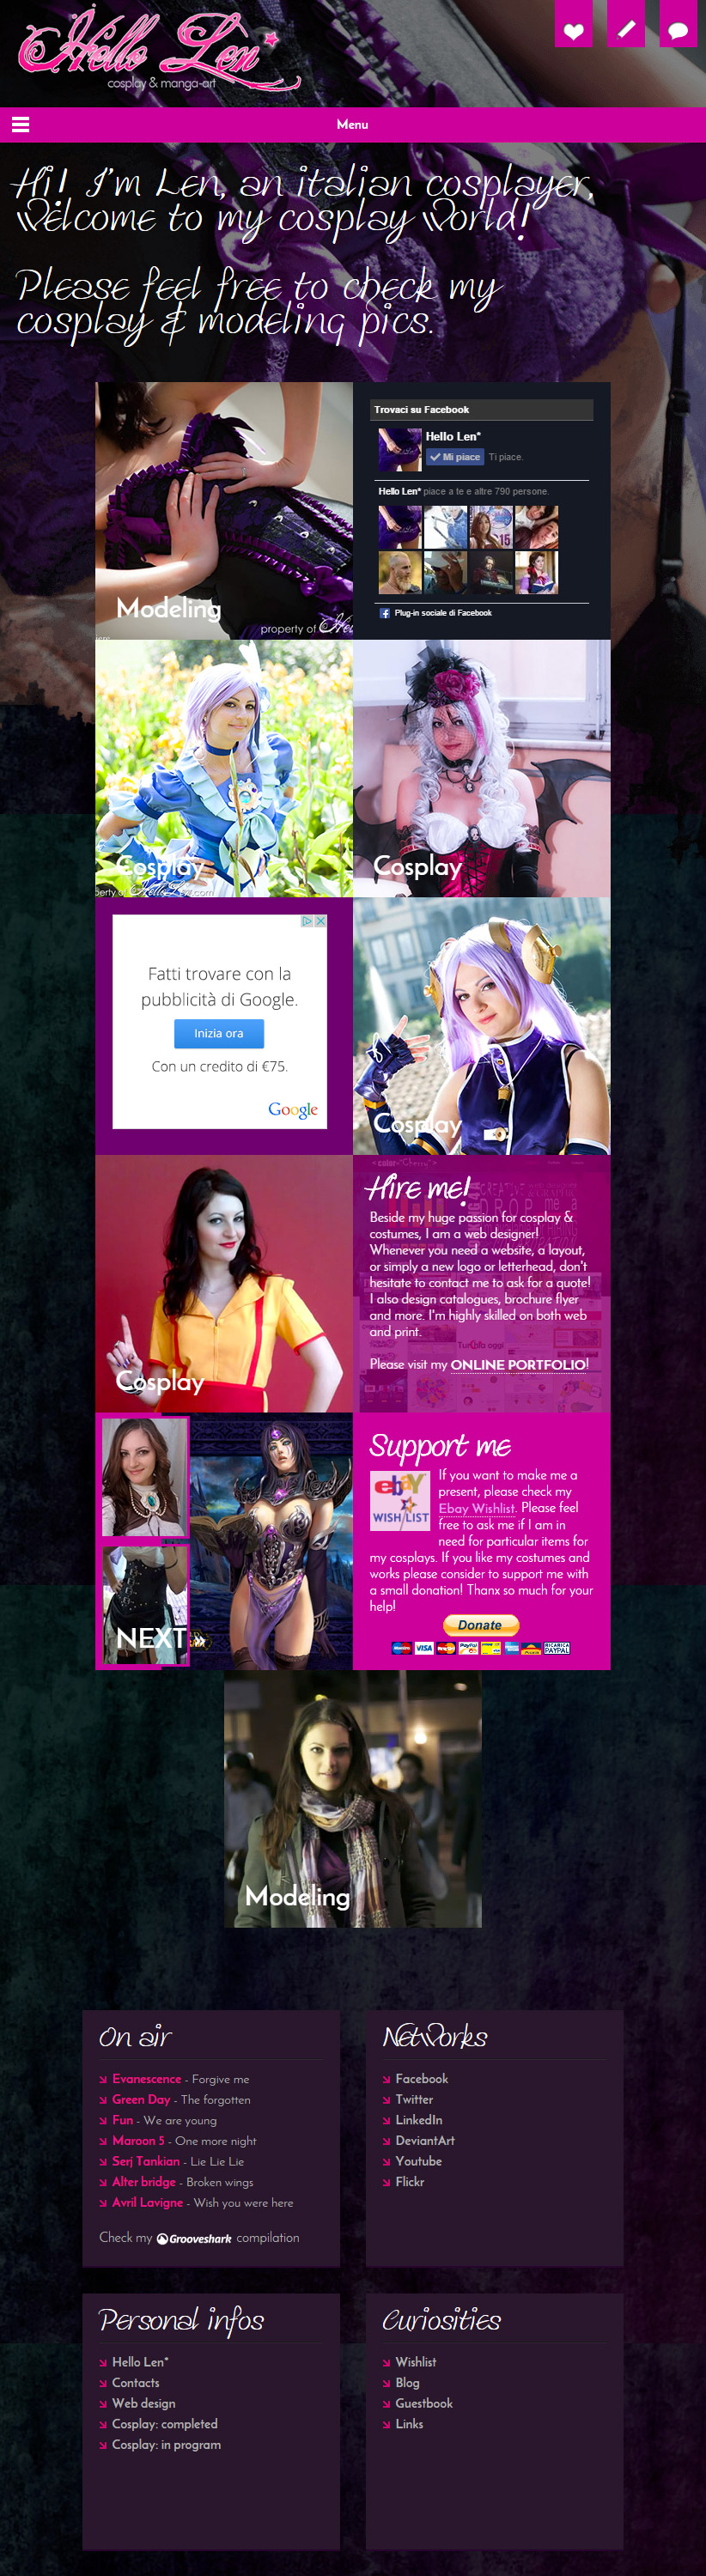 Hello Len
cosplay & manga-art
Menu
Hi! I'm Len, an italian cosplayer,
welcome to my cosplay world!
Please feel free to check my
cosplay & modeling pics.
Modeling
property of ©
Trovaci su Facebook
Hello Len*
Mi piace
Ti piace.
Hello Len* piace a te e altre 790 persone.
15
Plug-in sociale di Facebook
Cosplay
Cosplay
Fatti trovare con la
pubblicità di Google.
Inizia ora
Con un credito di €75.
Google
Cosplay
Cosplay
Hire me!
Beside my huge passion for cosplay &
costumes, I am a web designer!
Whenever you need a website, a layout,
or simply a new logo or letterhead, don't
hesitate to contact me to ask for a quote!
I also design catalogues, brochure flyer
and more. I'm highly skilled on both web
and print.
Please visit my ONLINE PORTFOLIO!
NEXT »
Support me
ebay
WISH LIST
If you want to make me a
present, please check my
Ebay Wishlist. Please feel
free to ask me if I am in
need for particular items for
my cosplays. If you like my costumes and
works please consider to support me with
a small donation! Thanx so much for your
help!
Donate
VISA
PayPal
RICARICA
Modeling
On air
Evanescence - Forgive me
Green Day - The forgotten
Fun - We are young
Maroon 5 - One more night
Serj Tankian - Lie Lie Lie
Alter bridge - Broken wings
Avril Lavigne - Wish you were here
Check my Grooveshark compilation
Networks
Facebook
Twitter
LinkedIn
DeviantArt
Youtube
Flickr
Personal infos
Hello Len*
Contacts
Web design
Cosplay: completed
Cosplay: in program
Curiosities
Wishlist
Blog
Guestbook
Links